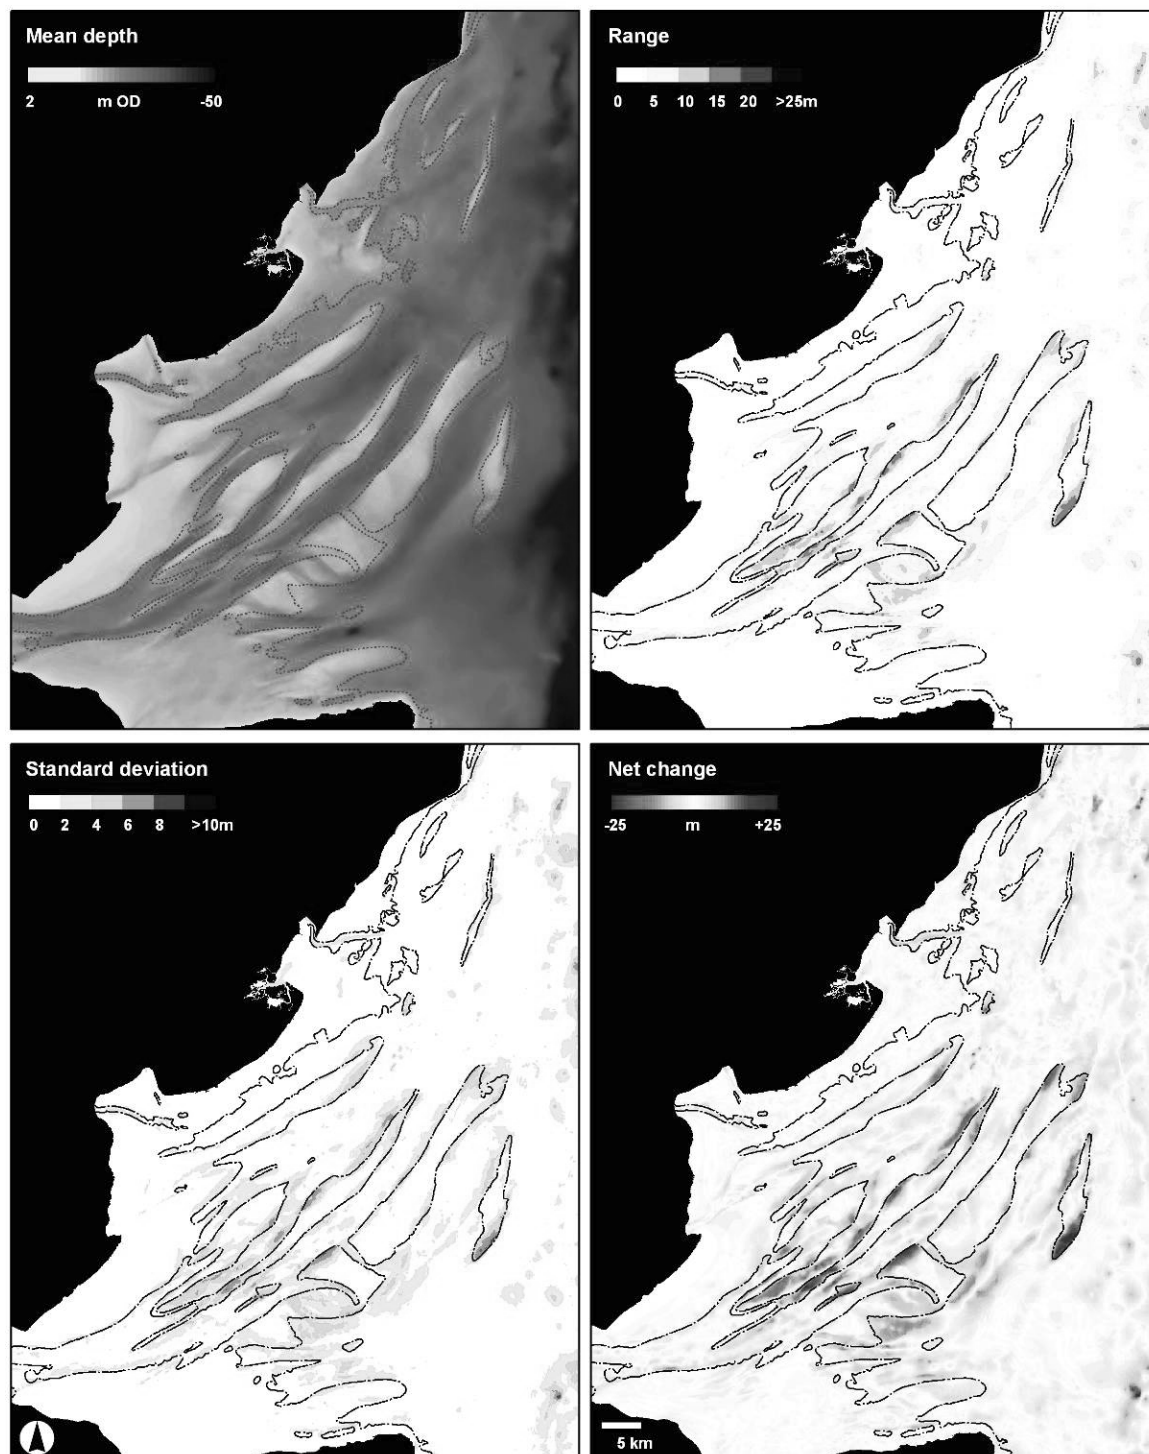 Mean depth
2 m OD -50
Range
0 5 10 15 20 >25m
Standard deviation
0 2 4 6 8 >10m
Net change
-25 m +25
5 km